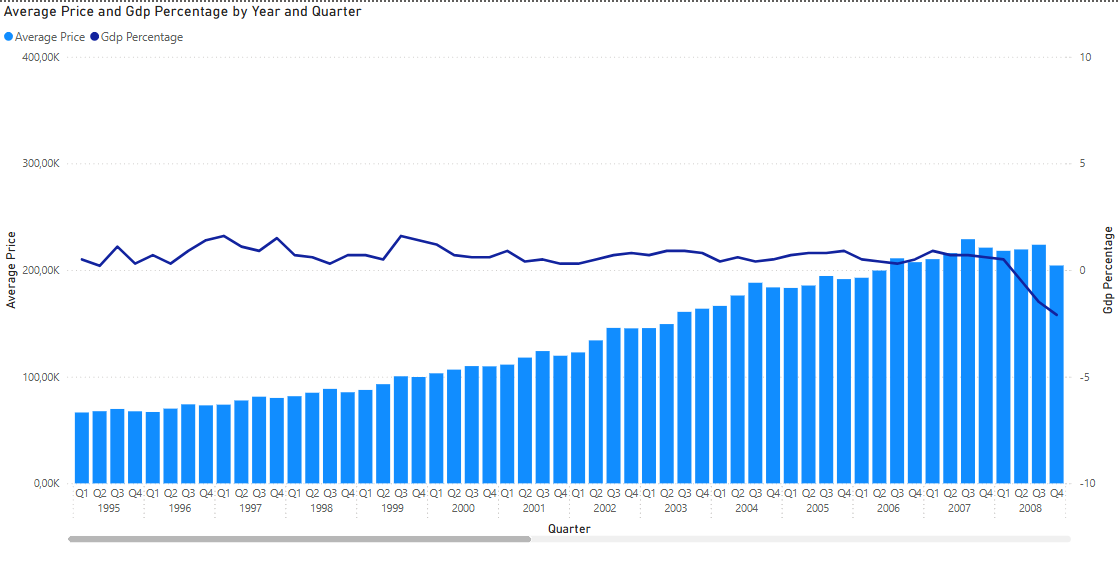 Average Price and Gdp Percentage by Year and Quarter
Average Price Gdp Percentage
400,00K 10
300,00K 5
200,00K 0
100,00K -5
0,00K -10
Average Price
Gdp Percentage
Q1 Q2 Q3 Q4 Q1 Q2 Q3 Q4 Q1 Q2 Q3 Q4 Q1 Q2 Q3 Q4 Q1 Q2 Q3 Q4 Q1 Q2 Q3 Q4 Q1 Q2 Q3 Q4 Q1 Q2 Q3 Q4 Q1 Q2 Q3 Q4 Q1 Q2 Q3 Q4 Q1 Q2 Q3 Q4 Q1 Q2 Q3 Q4 Q1 Q2 Q3 Q4 Q1 Q2 Q3 Q4
1995 1996 1997 1998 1999 2000 2001 2002 2003 2004 2005 2006 2007 2008
Quarter